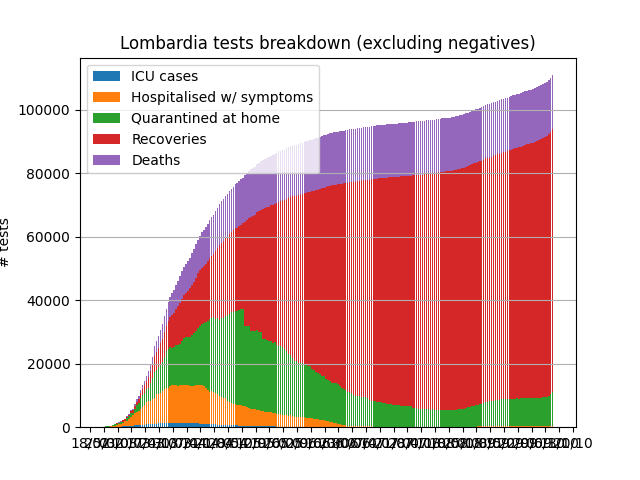 Lombardia tests breakdown (excluding negatives)
ICU cases
Hospitalised w/ symptoms
Quarantined at home
Recoveries
Deaths
# tests
100000
80000
60000
40000
20000
0